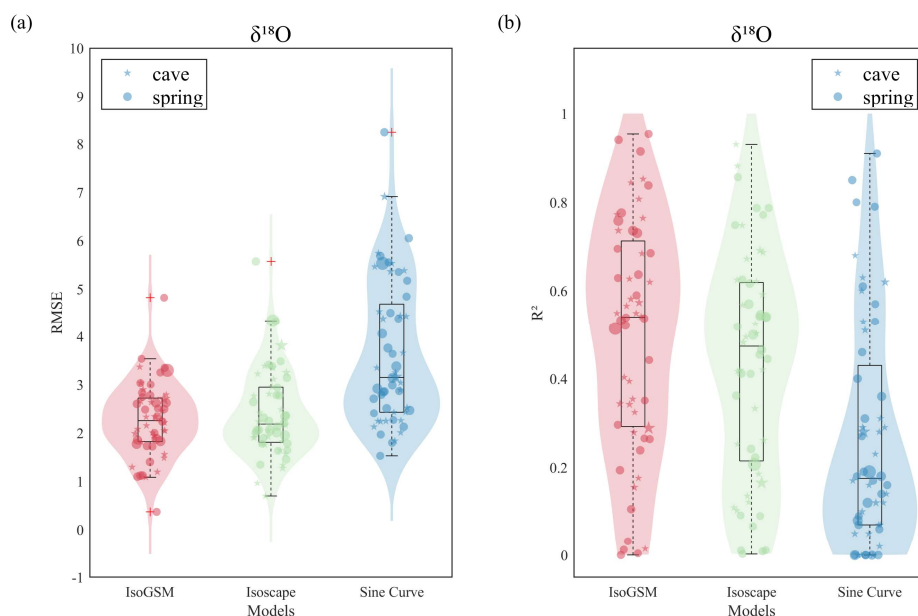 (a)
δ¹⁸O
10
9
8
7
6
5
4
3
2
1
0
-1
RMSE
cave
spring
IsoGSM
Isoscape
Sine Curve
Models
(b)
δ¹⁸O
1
0.8
0.6
0.4
0.2
0
R²
cave
spring
IsoGSM
Isoscape
Sine Curve
Models